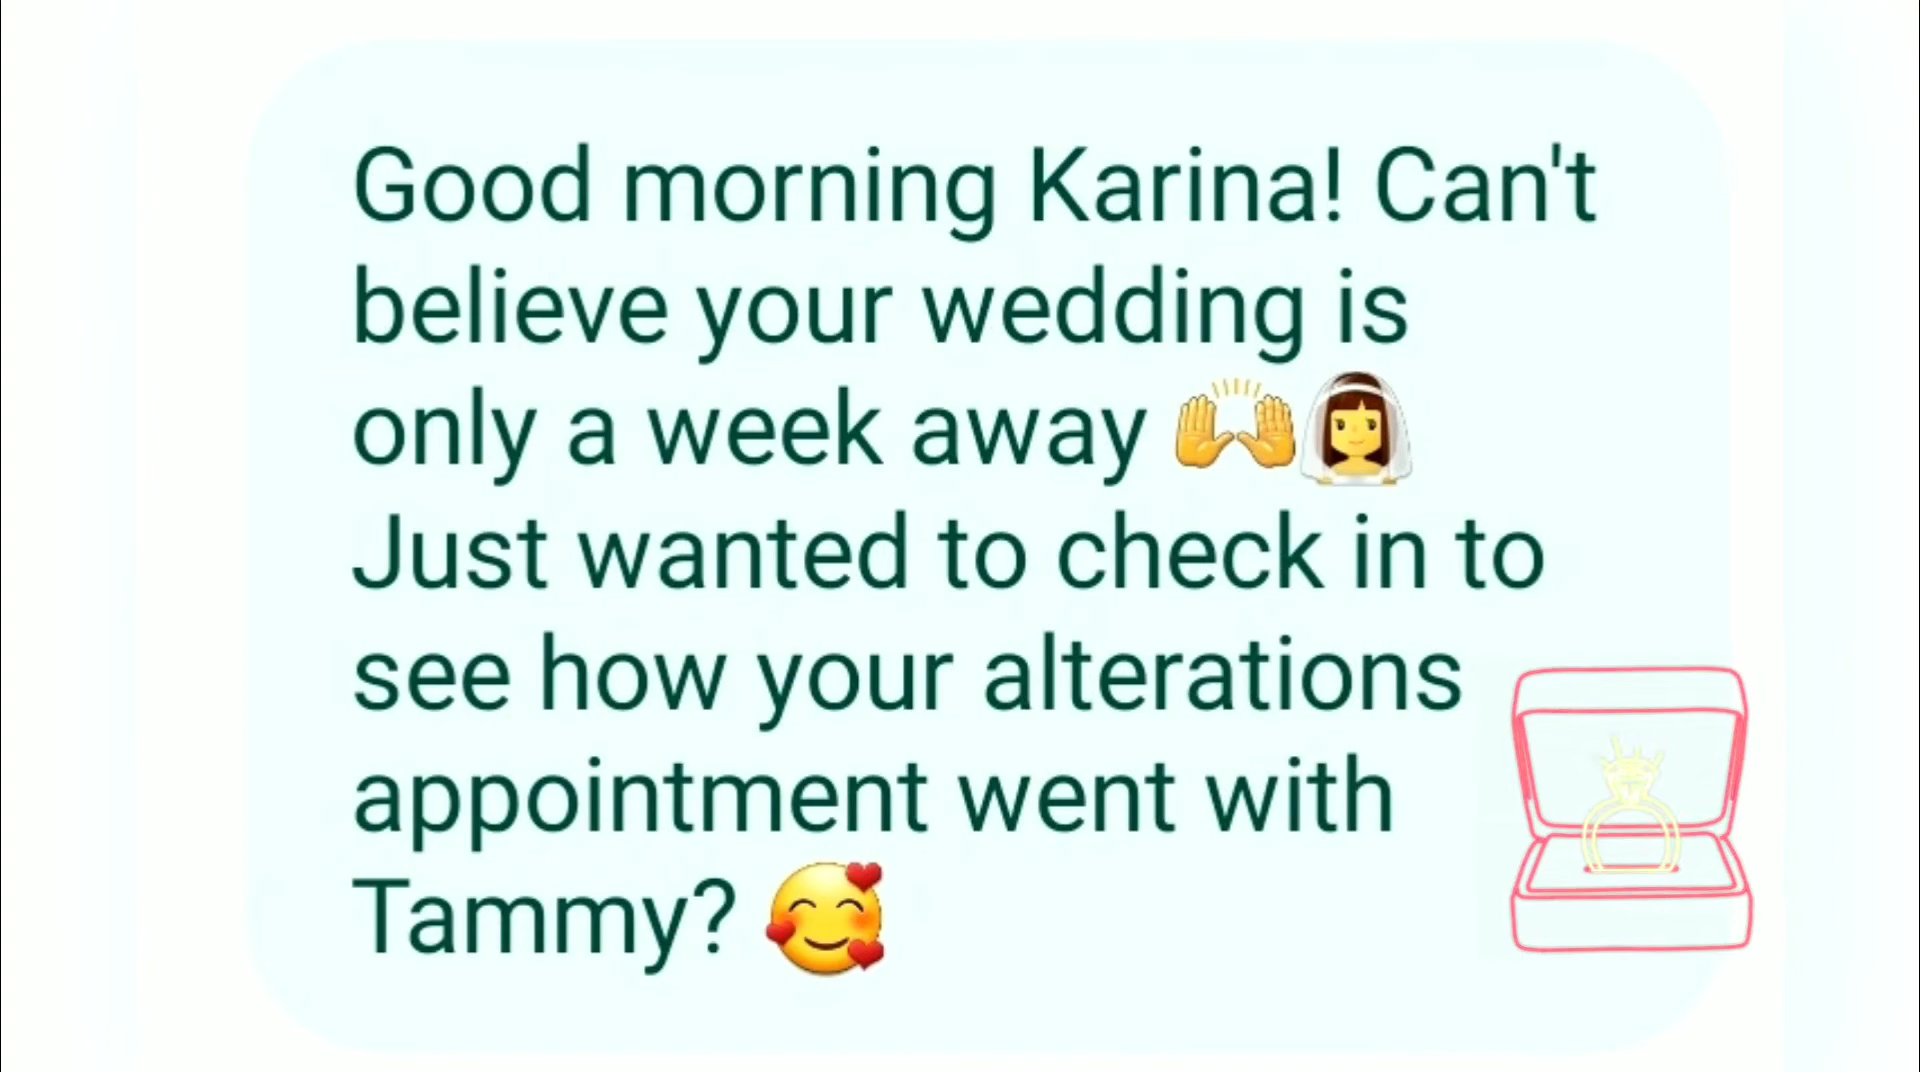 Good morning Karina! Can't
believe your wedding is
only a week away 🙌👰
Just wanted to check in to
see how your alterations
appointment went with
Tammy? 🥰